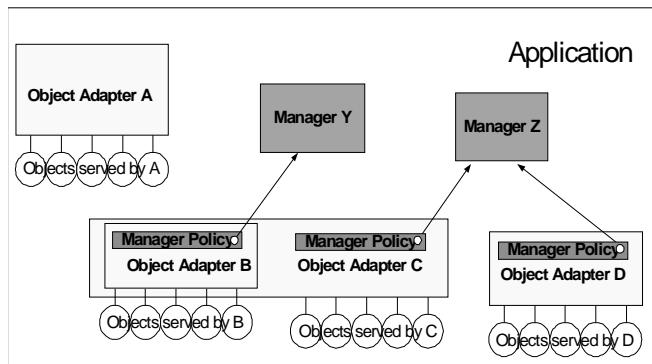 Application
Object Adapter A
Objects served by A
Manager Y
Manager Z
Manager Policy
Object Adapter B
Objects served by B
Manager Policy
Object Adapter C
Objects served by C
Manager Policy
Object Adapter D
Objects served by D